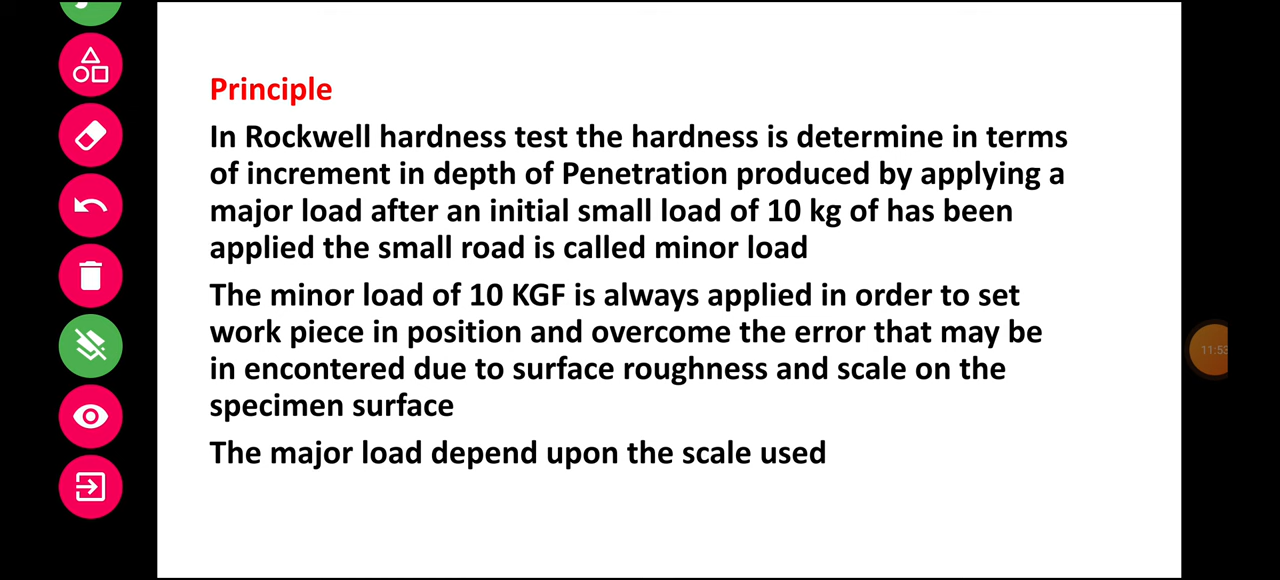 Principle
In Rockwell hardness test the hardness is determine in terms
of increment in depth of Penetration produced by applying a
major load after an initial small load of 10 kg of has been
applied the small road is called minor load
The minor load of 10 KGF is always applied in order to set
work piece in position and overcome the error that may be
in encontered due to surface roughness and scale on the
specimen surface
The major load depend upon the scale used
11:53